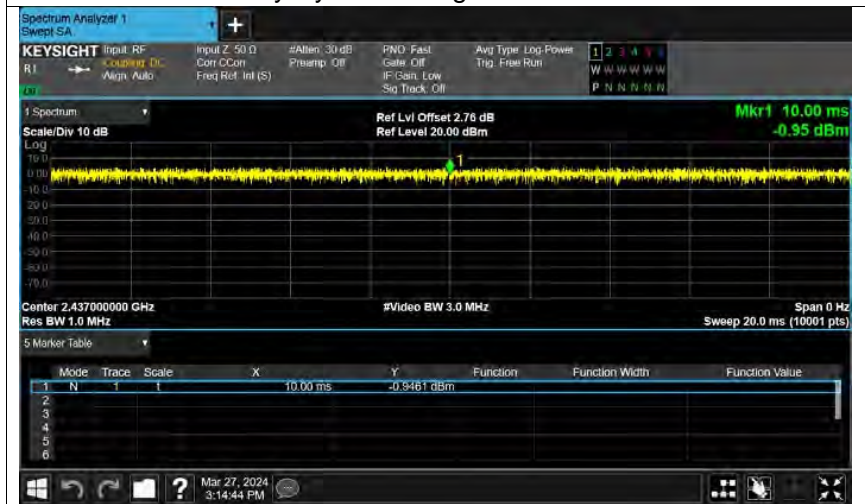 Spectrum Analyzer 1
Swept SA
+
KEYSIGHT Input: RF Input Z: 50 Ω #Atten: 30 dB PNO: Fast Avg Type: Log-Power 1 2 3 4 5 6
R L Coupling: DC Corr CCorr Preamp: Off Gate: Off Trig: Free Run W W W W W W
Align: Auto Freq Ref: Int (S) IF Gain: Low P N N N N N
Sig Track: Off
1 Spectrum
Ref Lvl Offset 2.76 dB Mkr1 10.00 ms
Scale/Div 10 dB Ref Level 20.00 dBm -0.95 dBm
Log
10.0
0.00
-10.0
-20.0
-30.0
-40.0
-50.0
-60.0
-70.0
1
Center 2.437000000 GHz #Video BW 3.0 MHz Span 0 Hz
Res BW 1.0 MHz Sweep 20.0 ms (10001 pts)
5 Marker Table
Mode Trace Scale X Y Function Function Width Function Value
1 N 1 t 10.00 ms -0.9461 dBm
2
3
4
5
6
? Mar 27, 2024
3:14:44 PM